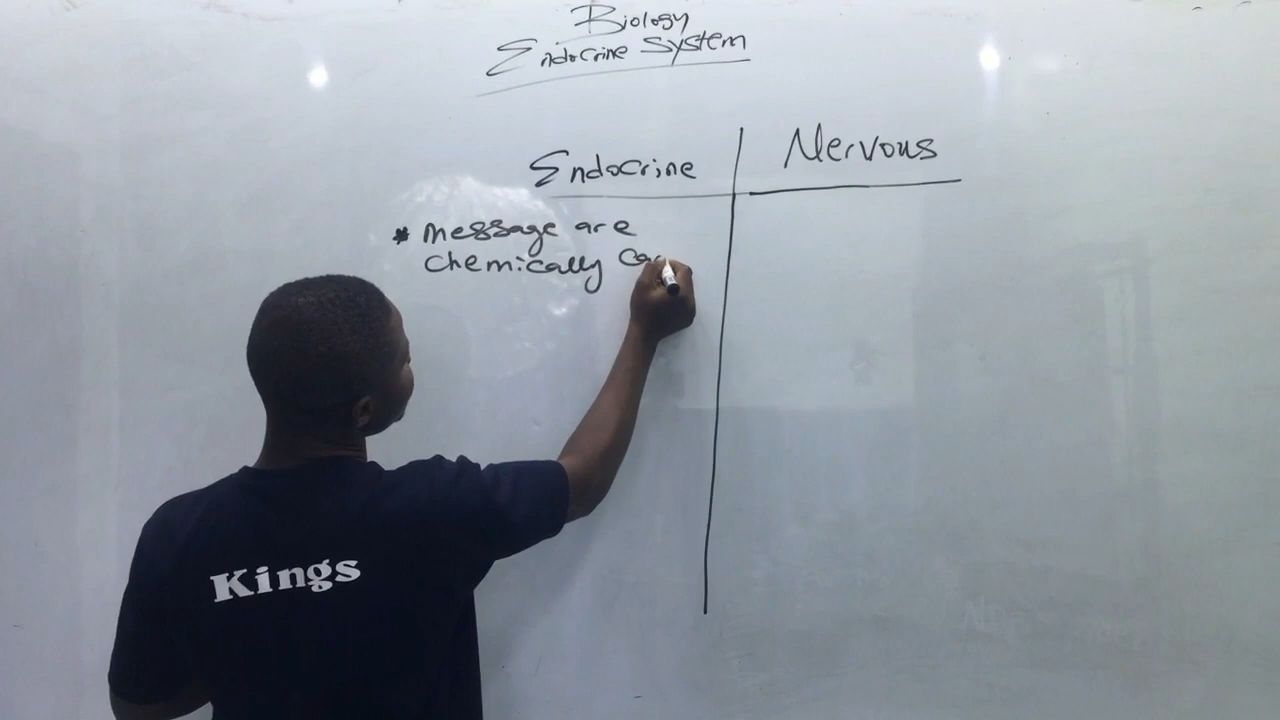 Biology
Endocrine System
Endocrine
Nervous
* message are
chemically
Kings